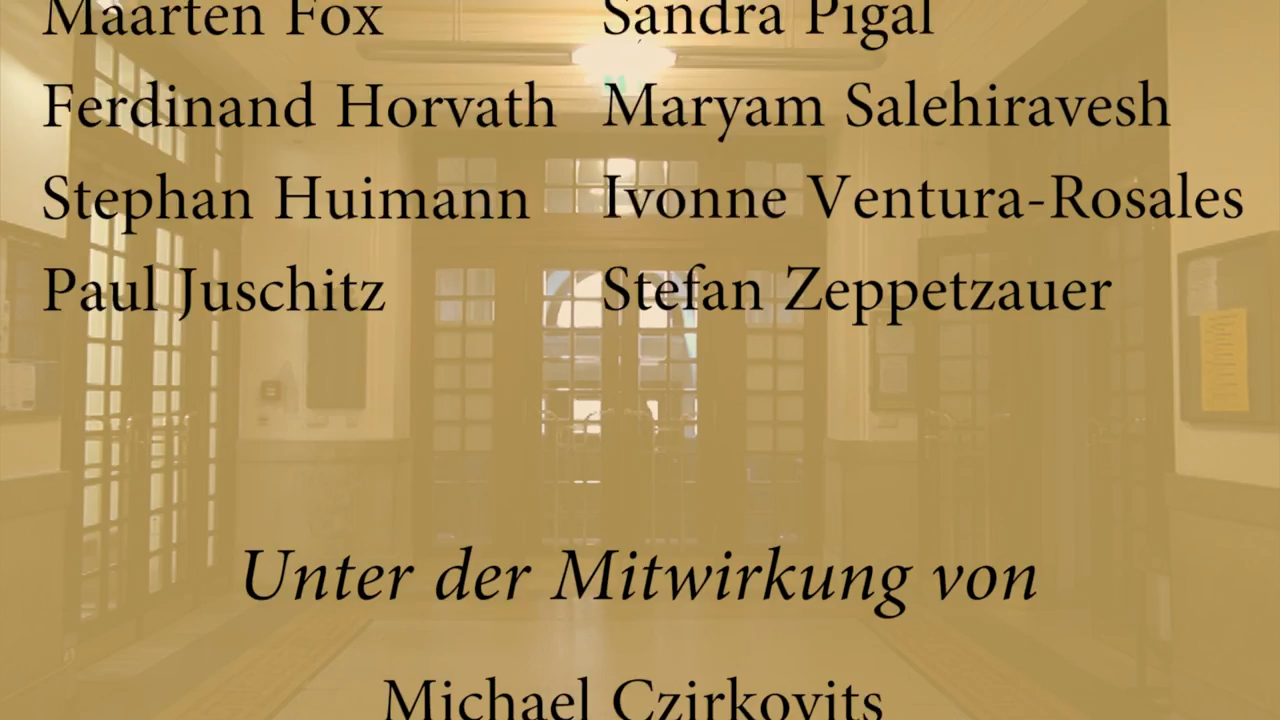 Maarten Fox Sandra Pigal
Ferdinand Horvath Maryam Salehiravesh
Stephan Huimann Ivonne Ventura-Rosales
Paul Juschitz Stefan Zeppetzauer
Unter der Mitwirkung von
Michael Czirkovits